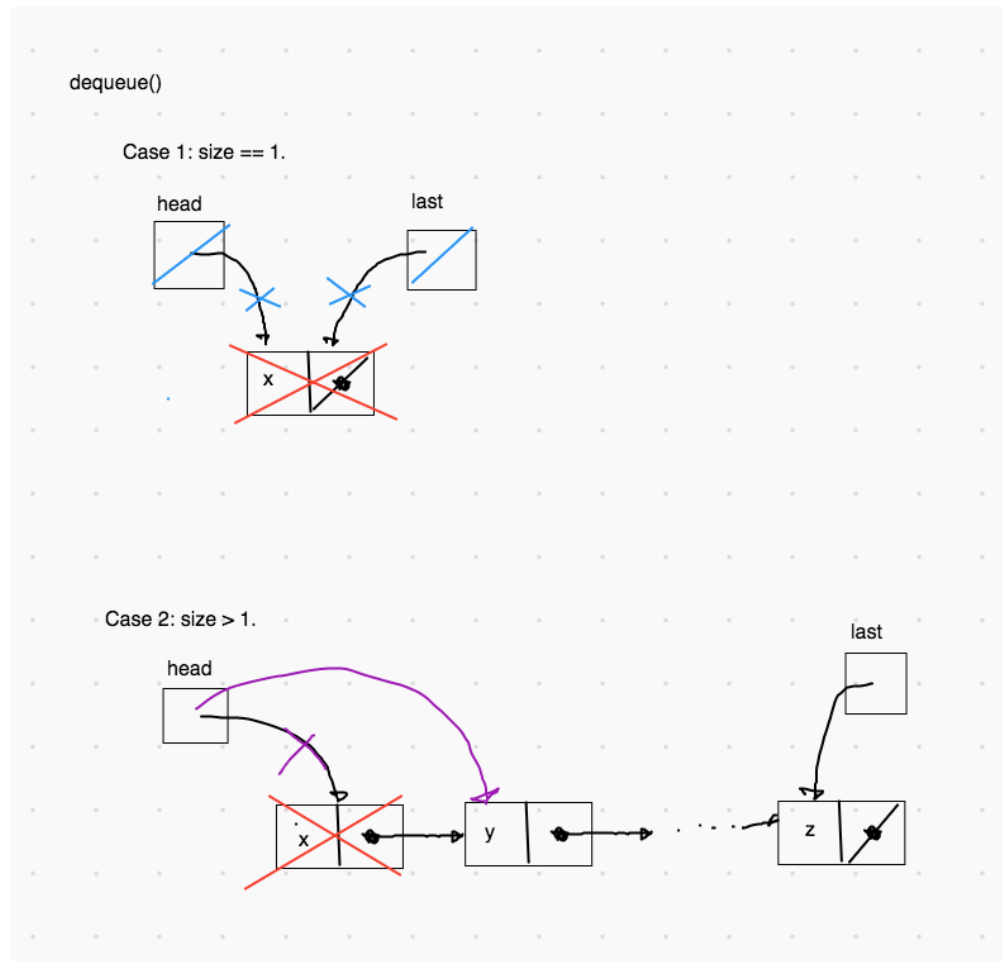 dequeue()
Case 1: size == 1.
head
last
x
Case 2: size > 1.
last
head
x
y
z